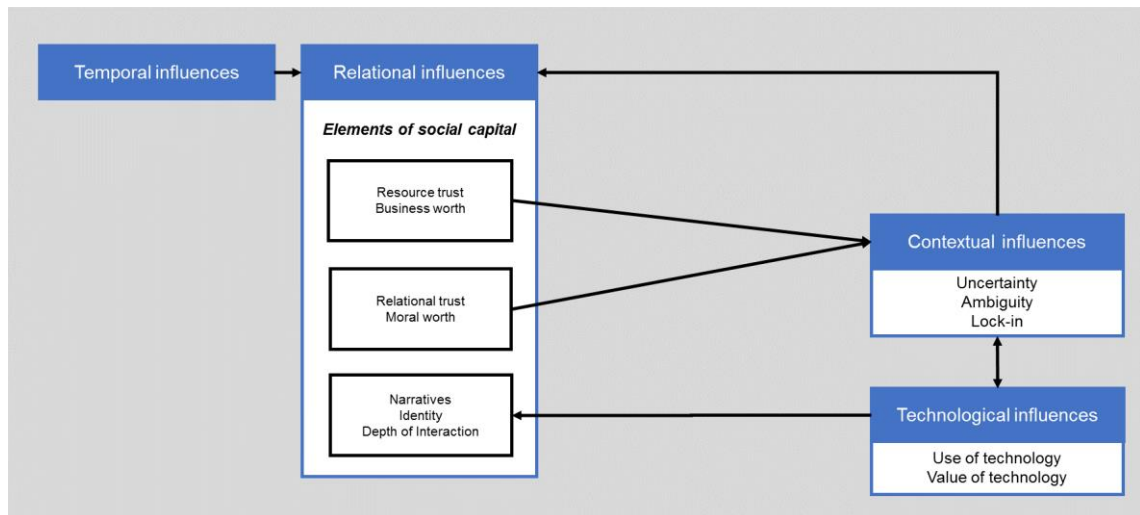 Temporal influences
Relational influences
Elements of social capital
Resource trust
Business worth
Relational trust
Moral worth
Narratives
Identity
Depth of Interaction
Contextual influences
Uncertainty
Ambiguity
Lock-in
Technological influences
Use of technology
Value of technology